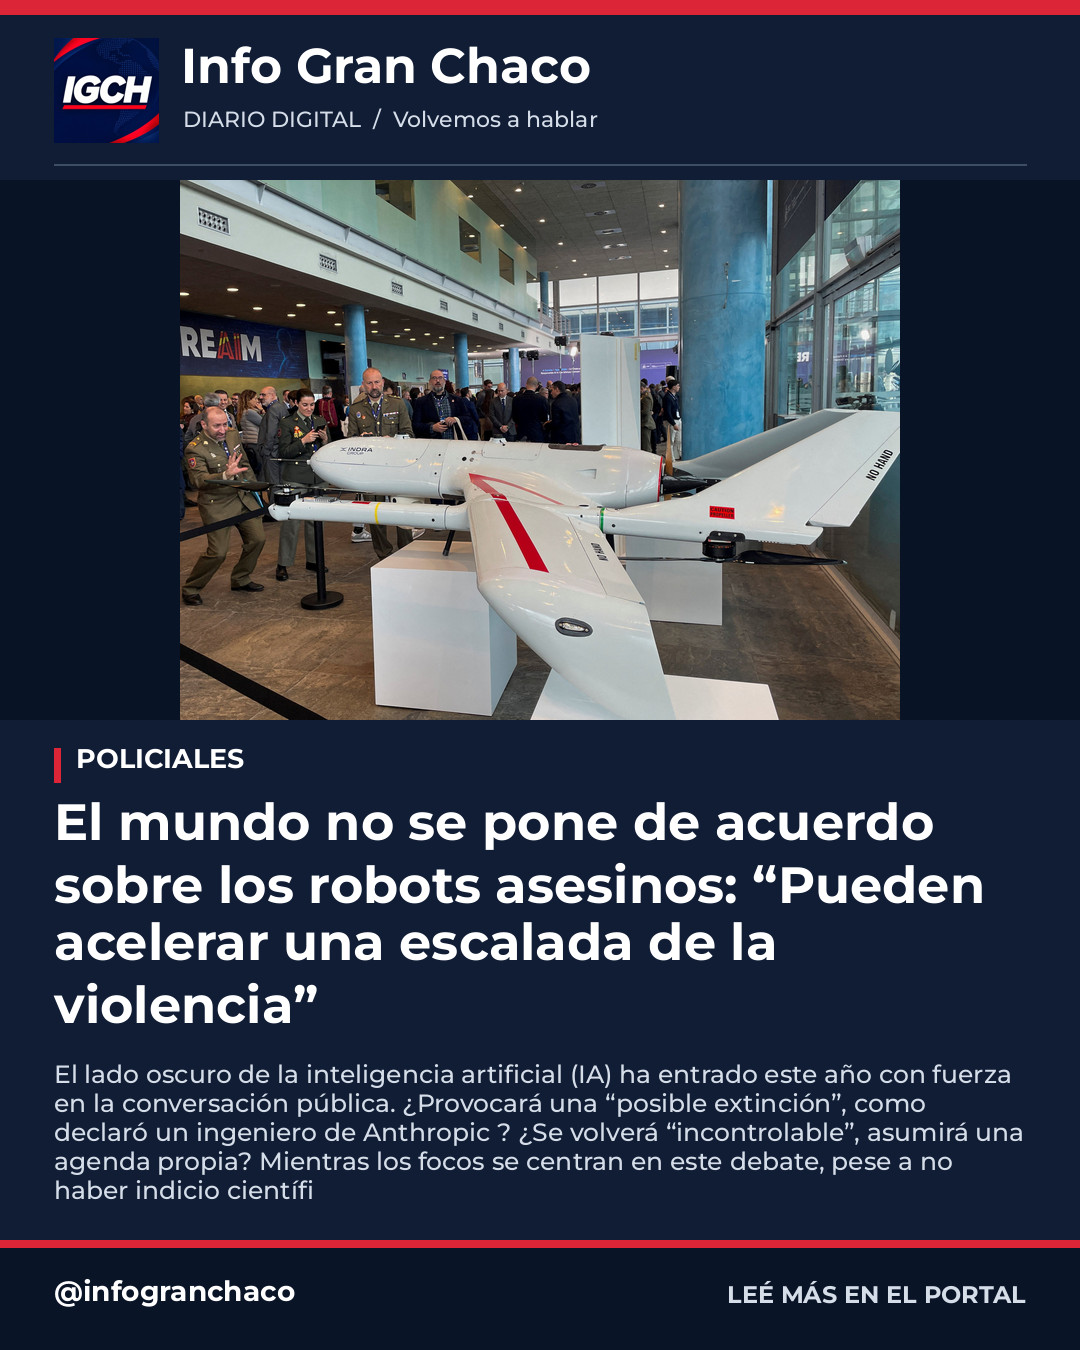 IGCH
Info Gran Chaco
DIARIO DIGITAL / Volvemos a hablar
REAIM
INDRA
GROUP
NO HAND
NO HAND
POLICIALES
El mundo no se pone de acuerdo
sobre los robots asesinos: “Pueden
acelerar una escalada de la
violencia”
El lado oscuro de la inteligencia artificial (IA) ha entrado este año con fuerza
en la conversación pública. ¿Provocará una “posible extinción”, como
declaró un ingeniero de Anthropic ? ¿Se volverá “incontrolable”, asumirá una
agenda propia? Mientras los focos se centran en este debate, pese a no
haber indicio científi
@infogranchaco
LEÉ MÁS EN EL PORTAL